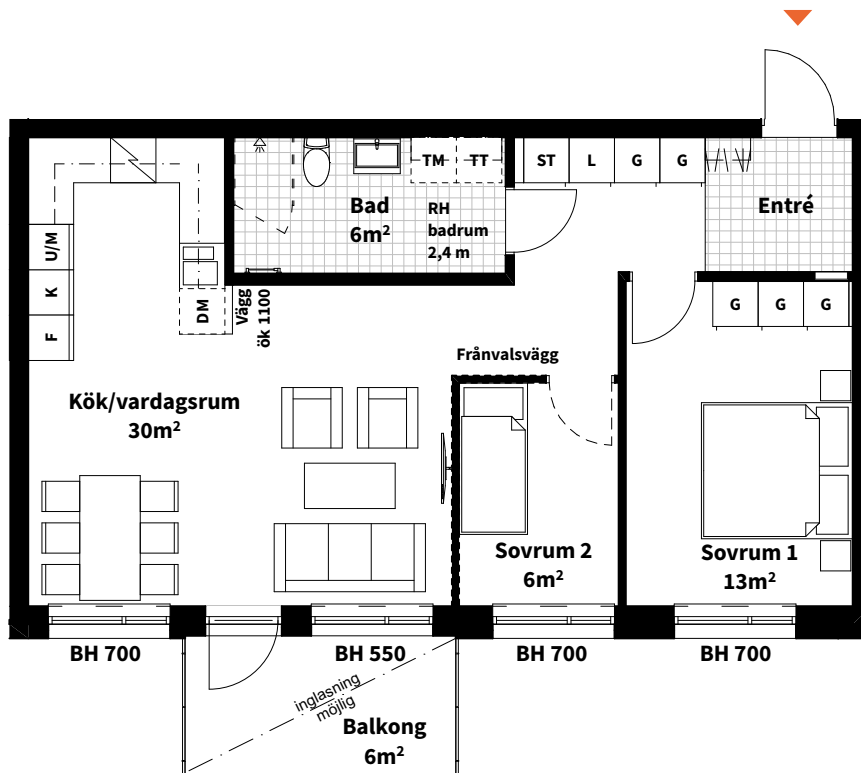 TM
TT
ST
L
G
G
Bad
6m²
RH
badrum
2,4 m
Entré
U/M
K
F
DM
Vägg
ök 1100
G
G
G
Frånvalsvägg
Kök/vardagsrum
30m²
Sovrum 2
6m²
Sovrum 1
13m²
BH 700
BH 550
BH 700
BH 700
inglasning
möjlig
Balkong
6m²